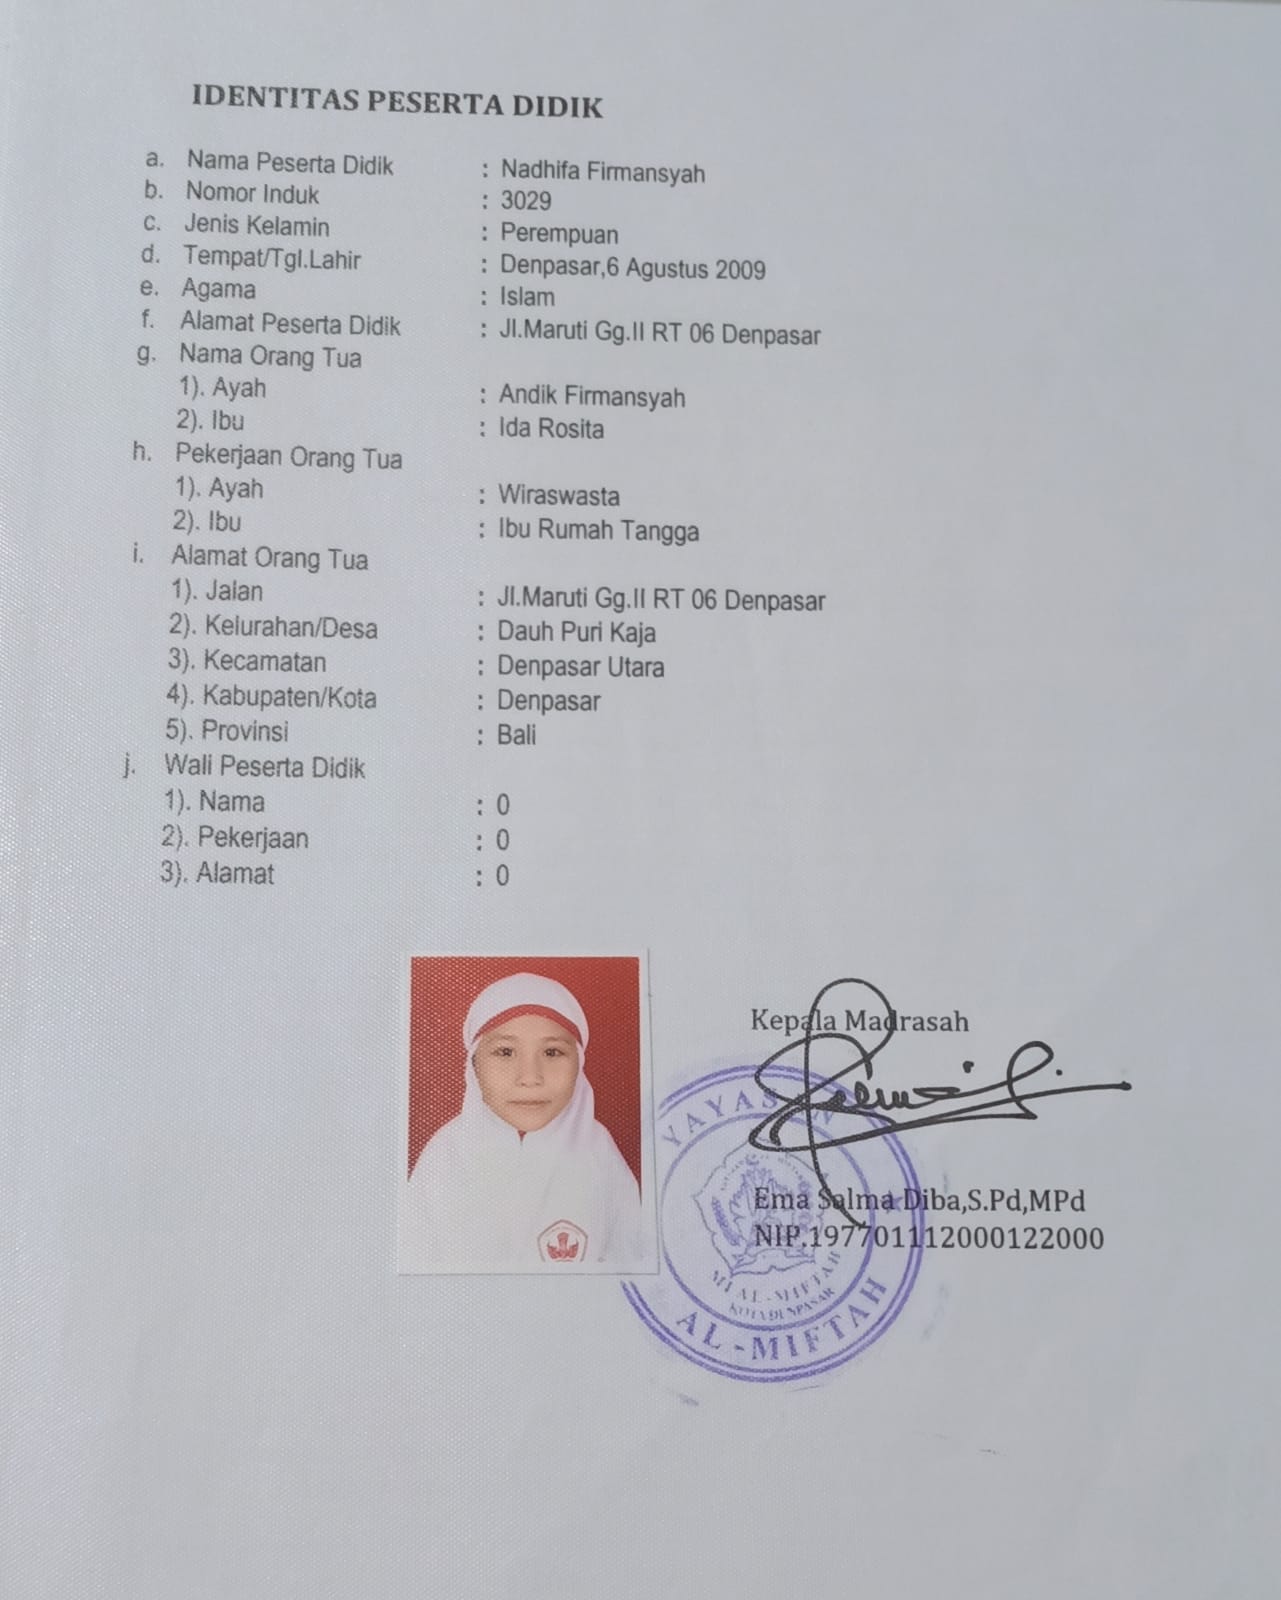 IDENTITAS PESERTA DIDIK
a. Nama Peserta Didik : Nadhifa Firmansyah
b. Nomor Induk : 3029
c. Jenis Kelamin : Perempuan
d. Tempat/Tgl.Lahir : Denpasar,6 Agustus 2009
e. Agama : Islam
f. Alamat Peserta Didik : Jl.Maruti Gg.II RT 06 Denpasar
g. Nama Orang Tua
1). Ayah : Andik Firmansyah
2). Ibu : Ida Rosita
h. Pekerjaan Orang Tua
1). Ayah : Wiraswasta
2). Ibu : Ibu Rumah Tangga
i. Alamat Orang Tua
1). Jalan : Jl.Maruti Gg.II RT 06 Denpasar
2). Kelurahan/Desa : Dauh Puri Kaja
3). Kecamatan : Denpasar Utara
4). Kabupaten/Kota : Denpasar
5). Provinsi : Bali
j. Wali Peserta Didik
1). Nama : 0
2). Pekerjaan : 0
3). Alamat : 0
Kepala Madrasah
YAYASAN
Ema Salma Diba,S.Pd,MPd
NIP.197701112000122000
MI AL-MIFTAH
KOTA DENPASAR
AL-MIFTAH